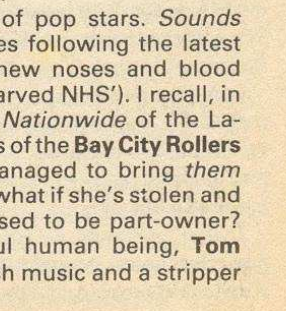 of pop stars. Sounds
es following the latest
new noses and blood
arved NHS'). I recall, in
Nationwide of the La-
s of the Bay City Rollers
anaged to bring them
what if she's stolen and
sed to be part-owner?
ul human being, Tom
sh music and a stripper